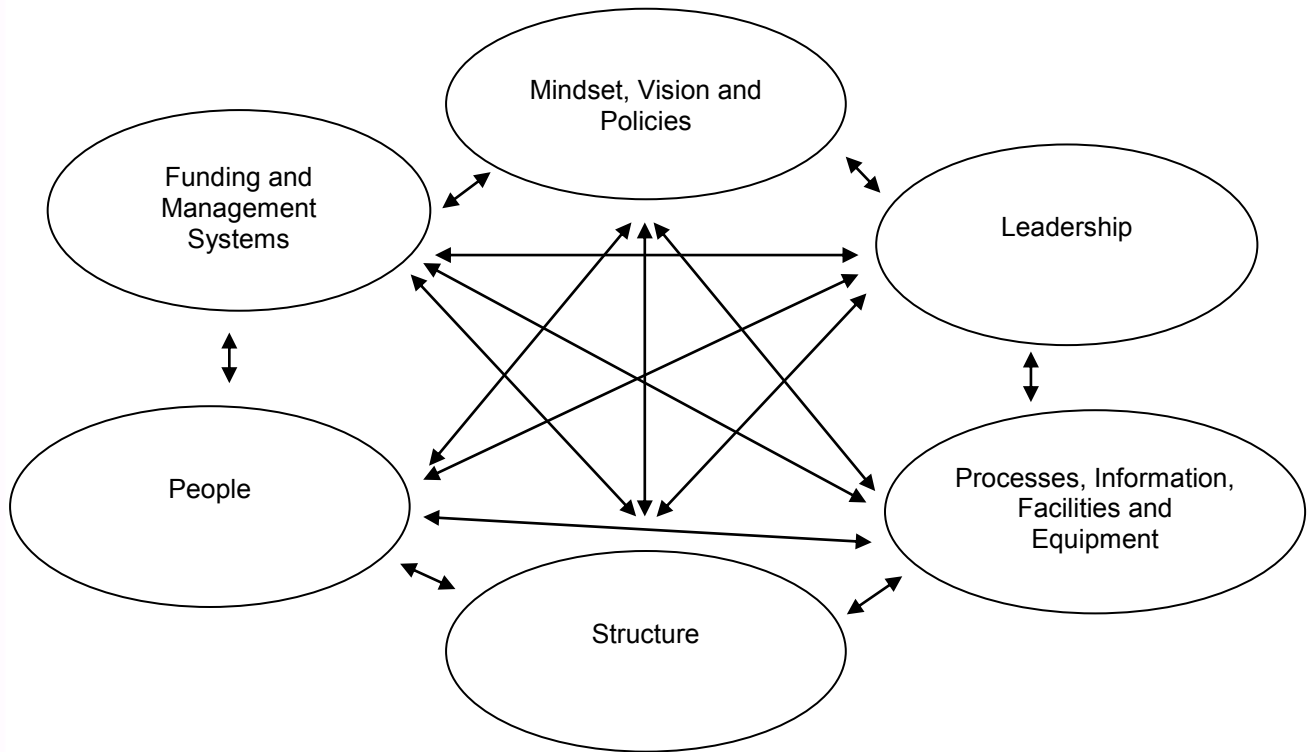 Mindset, Vision and
Policies
Funding and
Management
Systems
Leadership
People
Processes, Information,
Facilities and
Equipment
Structure